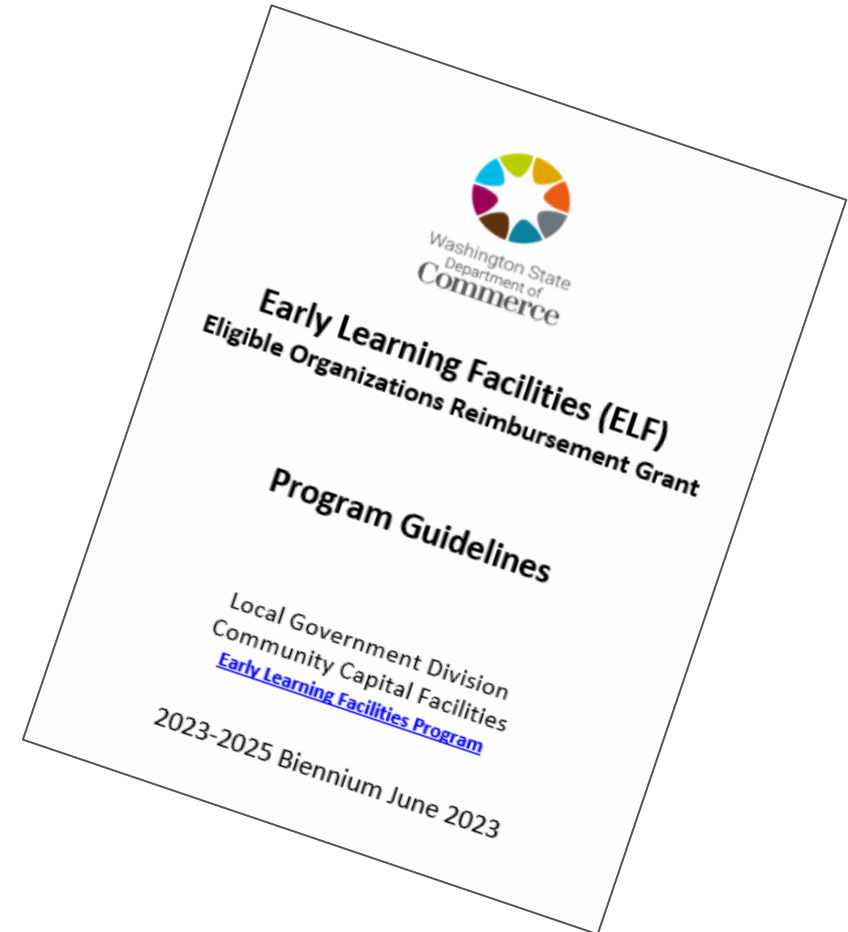 Washington State
Department of
Commerce
Early Learning Facilities (ELF)
Eligible Organizations Reimbursement Grant
Program Guidelines
Local Government Division
Community Capital Facilities
Early Learning Facilities Program
2023-2025 Biennium June 2023